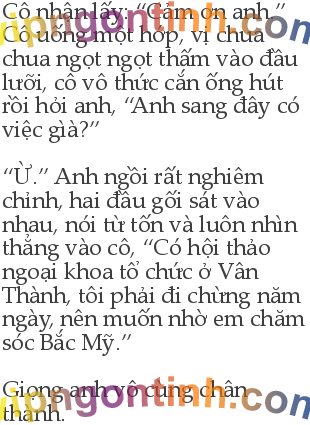 Cô nhận lấy: “Cảm ơn anh.”
Cô uống một hớp, vị chua
chua ngọt ngọt thấm vào đầu
lưỡi, cô vô thức cắn ống hút
rồi hỏi anh, “Anh sang đây có
việc gìà?”

“Ừ.” Anh ngồi rất nghiêm
chỉnh, hai đầu gối sát vào
nhau, nói từ tốn và luôn nhìn
thẳng vào cô, “Có hội thảo
ngoại khoa tổ chức ở Vân
Thành, tôi phải đi chừng năm
ngày, nên muốn nhờ em chăm
sóc Bắc Mỹ.”

Giọng anh vô cùng chân
thành.